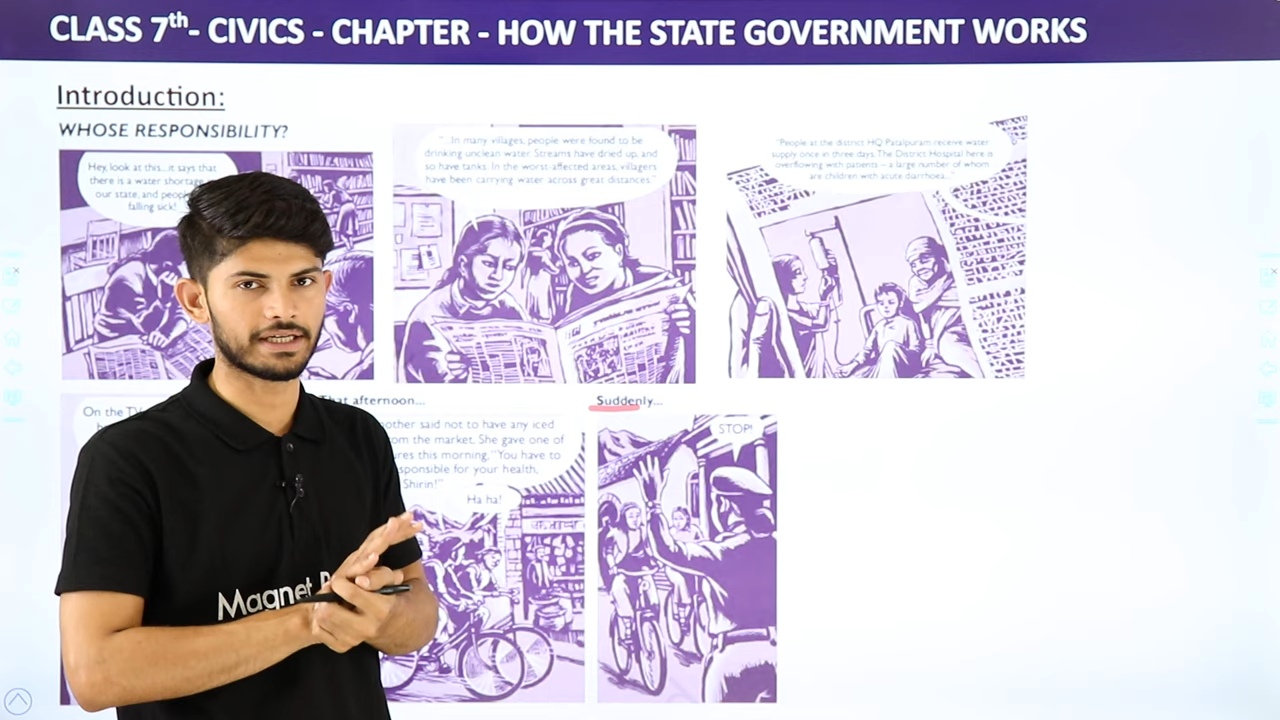 CLASS 7th- CIVICS - CHAPTER - HOW THE STATE GOVERNMENT WORKS
Introduction:
WHOSE RESPONSIBILITY?
Hey, look at this...it says that
there is a water shortage
our state, and
falling sick!
"...In many villages, people were found to be
drinking unclean water. Streams have dried up, and
so have tanks. In the worst-affected areas, villagers
have been carrying water across great distances."
"People at the district HQ Patalpuram receive water
supply once in three days. The District Hospital here is
overflowing with patients – a large number of whom
are children with acute diarrhoea..."
On the TV
That afternoon...
other said not to have any iced
om the market. She gave one of
ures this morning, "You have to
sponsible for your health,
Shirin!"
Ha ha!
Suddenly...
STOP!
Magnet